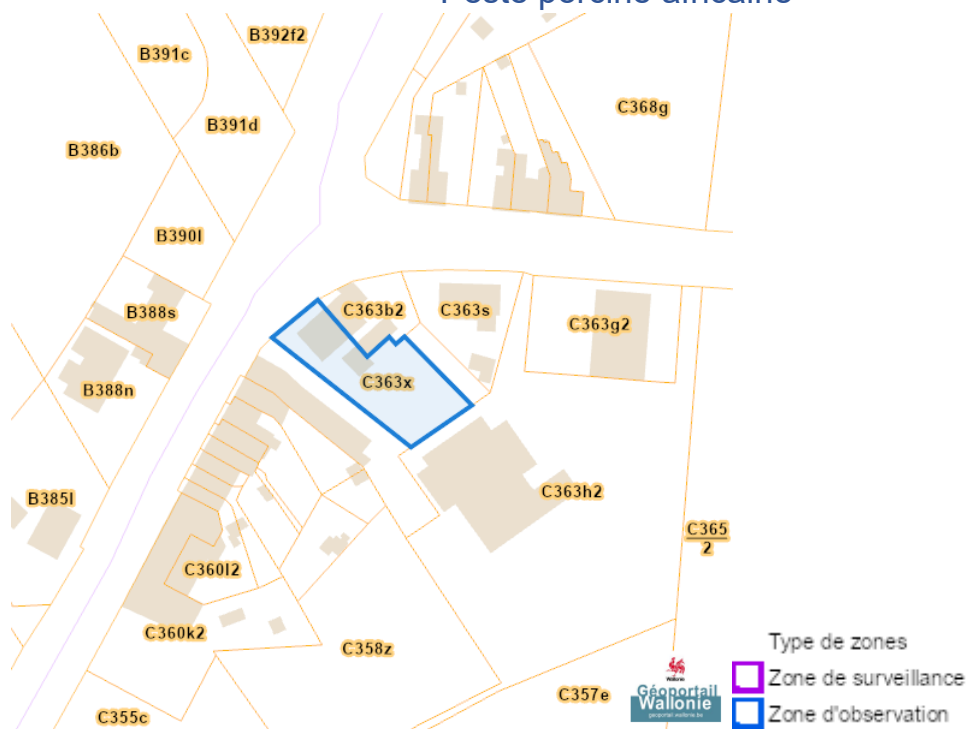 Peste porcine africaine
B392f2
B391c
C368g
B391d
B386b
B390l
B388s
C363b2
C363s
C363g2
C363x
B388n
B385l
C363h2
C365
2
C360l2
C360k2
C358z
C357e
C355c
Type de zones
Zone de surveillance
Zone d'observation
Wallonie
Géoportail
Wallonie
geoportail.wallonie.be